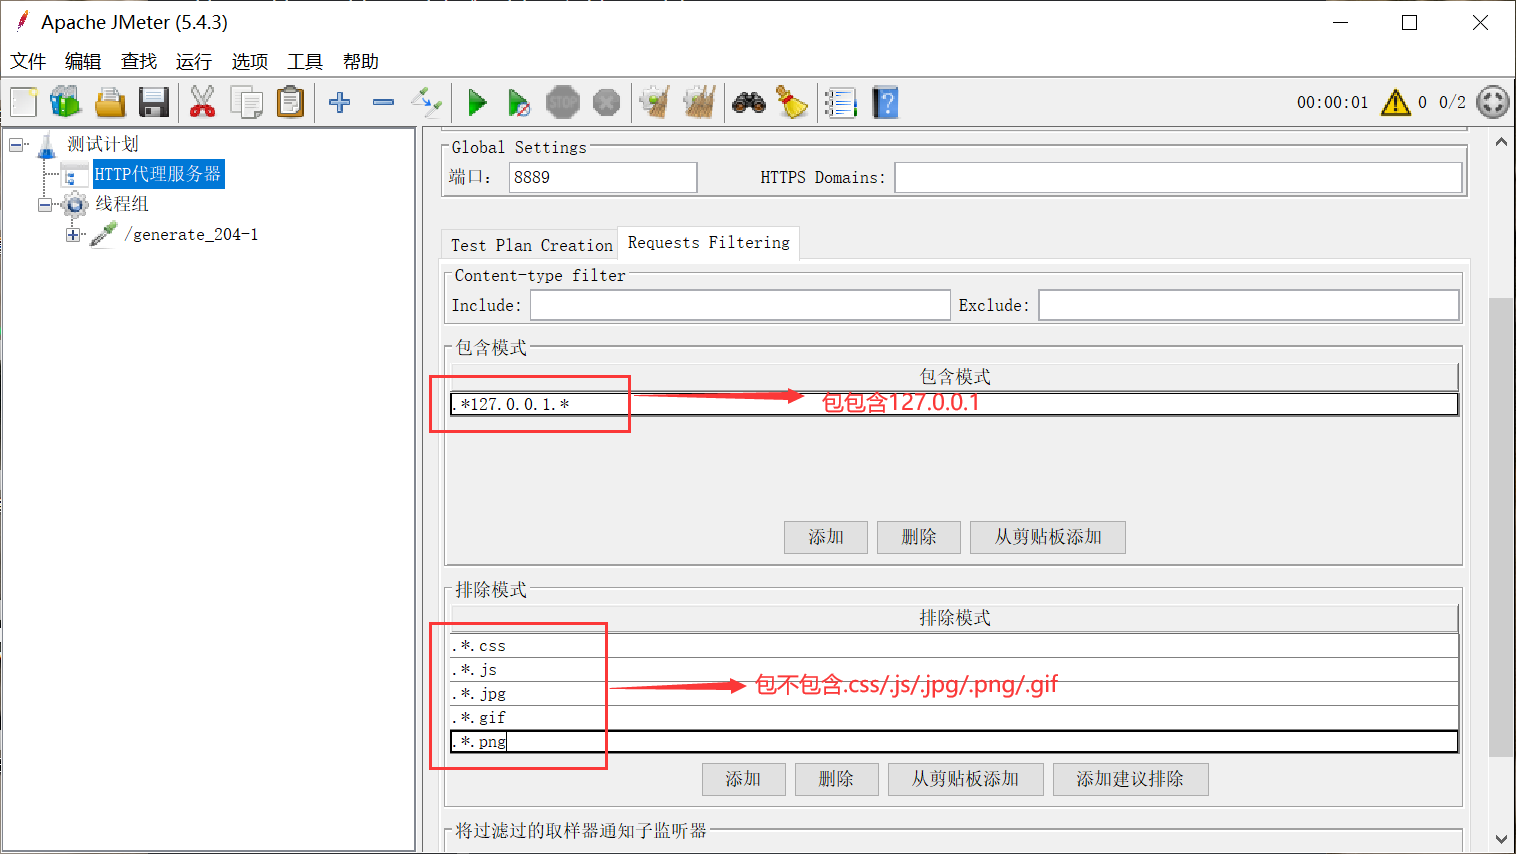 Apache JMeter (5.4.3)
文件 编辑 查找 运行 选项 工具 帮助
STOP
00:00:01 0 0/2
测试计划
HTTP代理服务器
线程组
/generate_204-1
Global Settings
端口: 8889 HTTPS Domains:
Test Plan Creation Requests Filtering
Content-type filter
Include: Exclude:
包含模式
包含模式
.*127.0.0.1.*
包包含127.0.0.1
添加 删除 从剪贴板添加
排除模式
排除模式
.*.css
.*.js
.*.jpg
包不包含.css/.js/.jpg/.png/.gif
.*.gif
.*.png
添加 删除 从剪贴板添加 添加建议排除
将过滤过的取样器通知子监听器